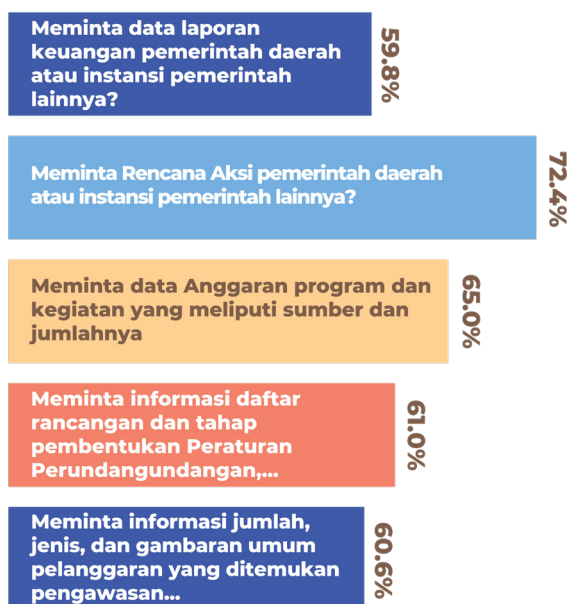 Meminta data laporan
keuangan pemerintah daerah
atau instansi pemerintah
lainnya?
59.8%
Meminta Rencana Aksi pemerintah daerah
atau instansi pemerintah lainnya?
72.4%
Meminta data Anggaran program dan
kegiatan yang meliputi sumber dan
jumlahnya
65.0%
Meminta informasi daftar
rancangan dan tahap
pembentukan Peraturan
Perundangundangan,...
61.0%
Meminta informasi jumlah,
jenis, dan gambaran umum
pelanggaran yang ditemukan
pengawasan...
60.6%